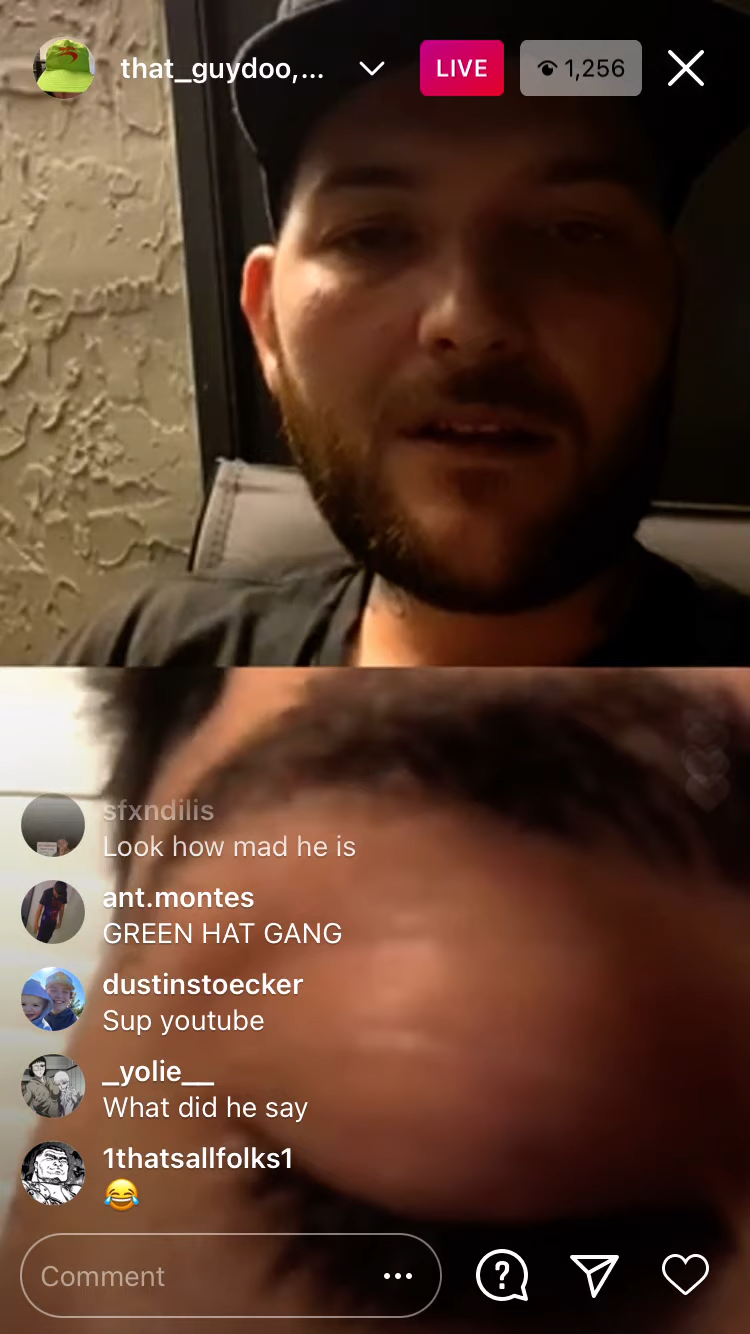 that_guydoo,...
LIVE
1,256
sfxndilis
Look how mad he is
ant.montes
GREEN HAT GANG
dustinstoecker
Sup youtube
_yolie__
What did he say
1thatsallfolks1
😂
Comment